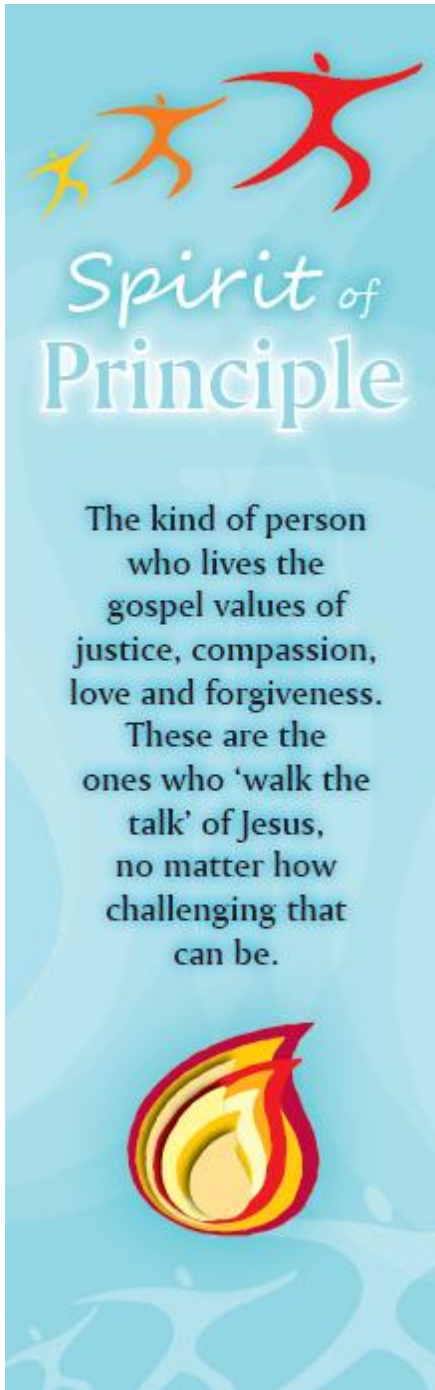 Spirit of
Principle
The kind of person
who lives the
gospel values of
justice, compassion,
love and forgiveness.
These are the
ones who ‘walk the
talk’ of Jesus,
no matter how
challenging that
can be.